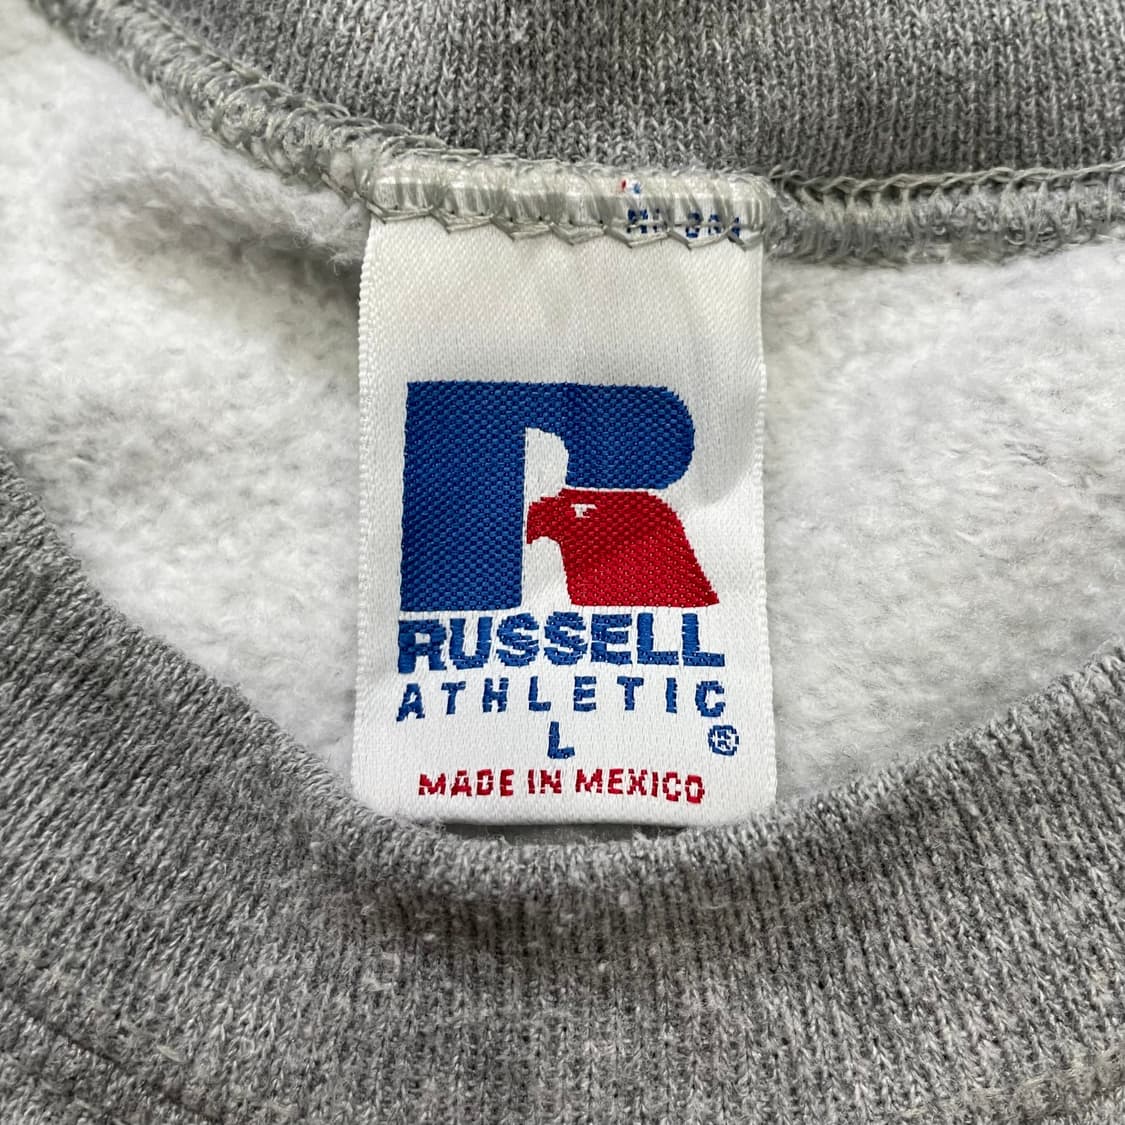 R
RUSSELL
ATHLETIC
L ®
MADE IN MEXICO